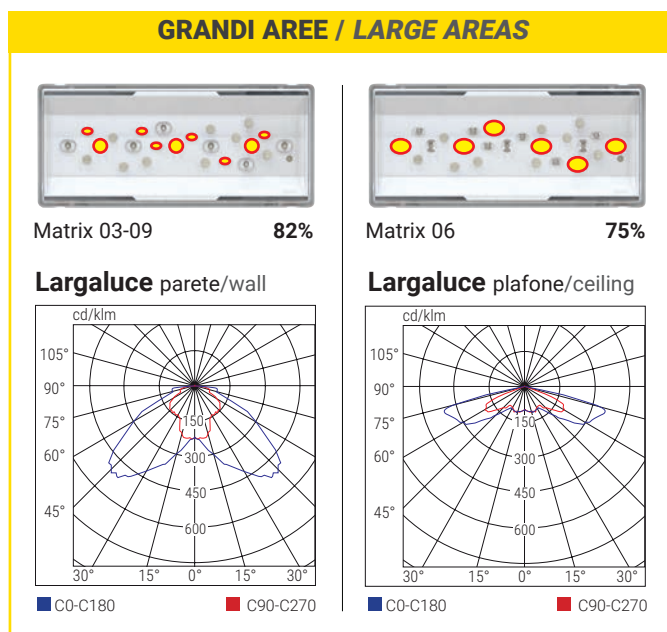 GRANDI AREE / LARGE AREAS
Matrix 03-09 82%
Matrix 06 75%
Largaluce parete/wall
cd/klm
105°
90°
75°
60°
45°
30° 15° 0° 15° 30°
150
300
450
600
C0-C180 C90-C270
Largaluce plafone/ceiling
cd/klm
105°
90°
75°
60°
45°
30° 15° 0° 15° 30°
150
300
450
600
C0-C180 C90-C270